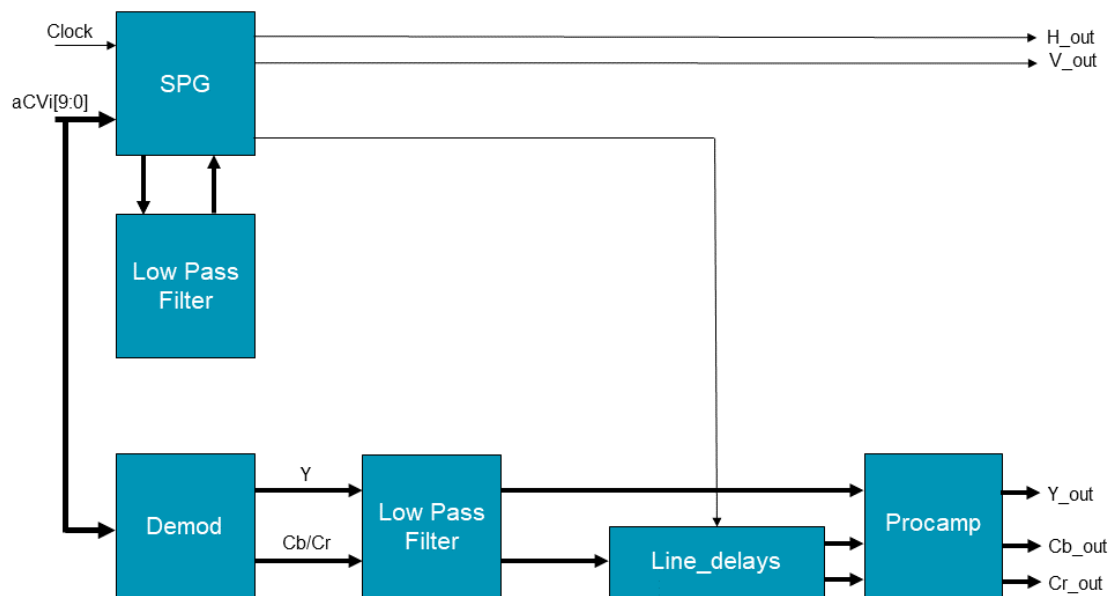 Clock
H_out
V_out
SPG
aCVi[9:0]
Low Pass
Filter
Y
Demod
Cb/Cr
Low Pass
Filter
Line_delays
Procamp
Y_out
Cb_out
Cr_out